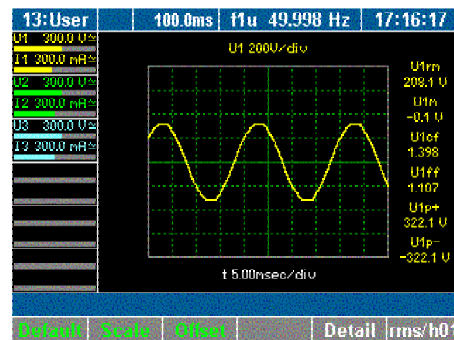 13:User 100.0ms f1u 49.998 Hz 17:16:17
U1 300.0 V≃
I1 300.0 mA≃
U2 300.0 V≃
I2 300.0 mA≃
U3 300.0 V≃
I3 300.0 mA≃
U1 200V/div
U1rm
208.1 V
U1m
-0.1 V
U1cf
1.398
U1ff
1.107
U1p+
322.1 V
U1p-
-322.1 V
t 5.00msec/div
Default Scale Offset Detail rms/h01